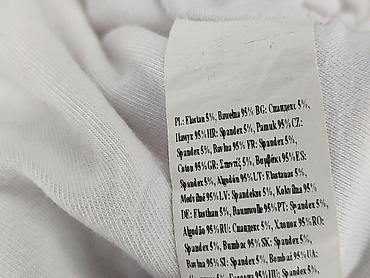 PL: Elastan 5%, Bawełna 95% BG: Спандекс 5%,
Памук 95% HR: Spandex 5%, Pamuk 95% CZ:
Spandex 5%, Bavlna 95% FR: Spandex 5%,
Coton 95% GR: Σπαντέξ 5%, Βαμβάκι 95% ES:
Spandex 5%, Algodón 95% LT: Elastanas 5%,
Medvilnė 95% LV: Spandekss 5%, Kokvilna 95%
DE: Elasthan 5%, Baumwolle 95% PT: Spandex 5%,
Algodão 95% RU: Спандекс 5%, Хлопок 95% RO:
Spandex 5%, Bumbac 95% SK: Spandex 5%,
Bavlna 95% SI: Spandex 5%, Bombaž 95% UA:
5%, 95% HU: Spandex